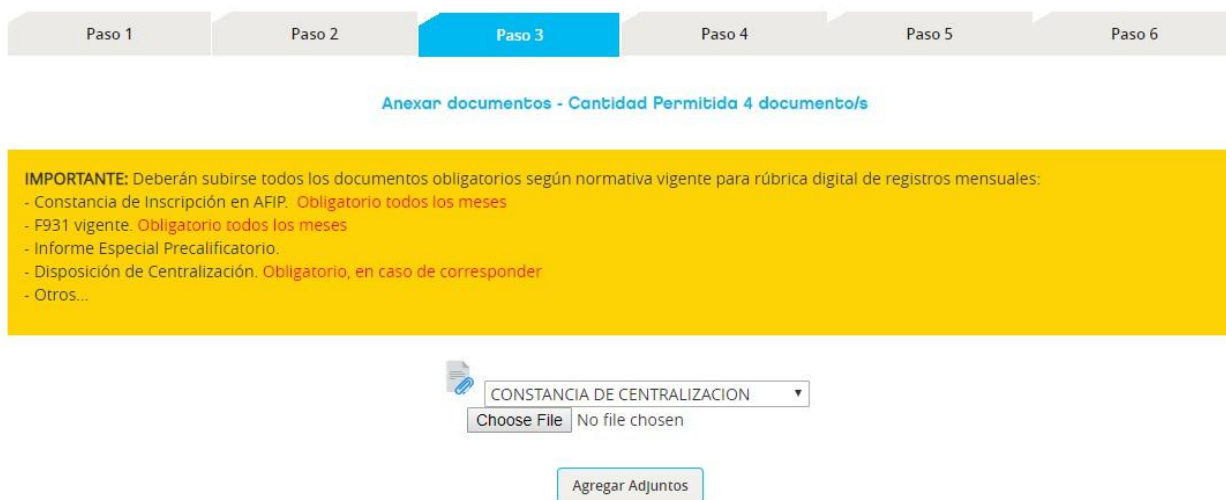 Paso 1
Paso 2
Paso 3
Paso 4
Paso 5
Paso 6
Anexar documentos - Cantidad Permitida 4 documento/s
IMPORTANTE: Deberán subirse todos los documentos obligatorios según normativa vigente para rúbrica digital de registros mensuales:
- Constancia de Inscripción en AFIP. Obligatorio todos los meses
- F931 vigente. Obligatorio todos los meses
- Informe Especial Precalificatorio.
- Disposición de Centralización. Obligatorio, en caso de corresponder
- Otros...
CONSTANCIA DE CENTRALIZACION
Choose File No file chosen
Agregar Adjuntos